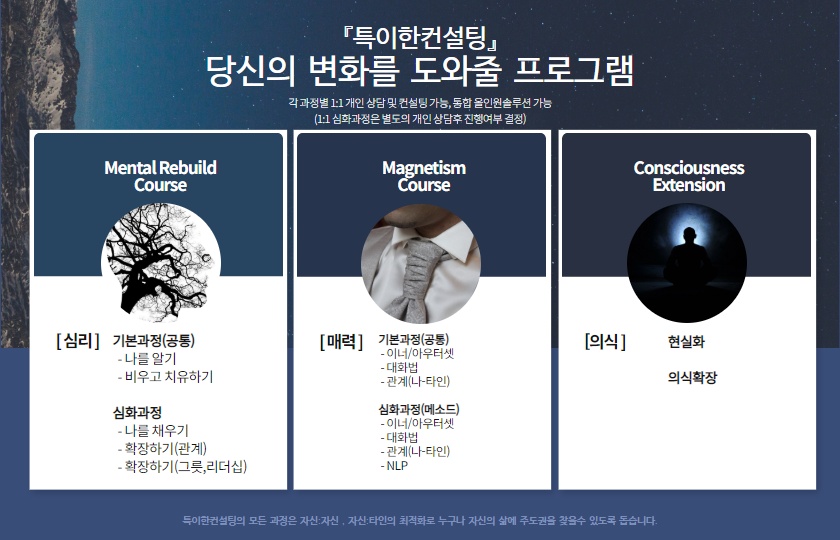 『특이한컨설팅』
당신의 변화를 도와줄 프로그램
각 과정별 1:1 개인 상담 및 컨설팅 가능, 통합 올인원솔루션 가능
(1:1 심화과정은 별도의 개인 상담후 진행여부 결정)
Mental Rebuild
Course
[ 심리 ]
기본과정(공통)
- 나를 알기
- 비우고 치유하기
심화과정
- 나를 채우기
- 확장하기(관계)
- 확장하기(그릇,리더십)
Magnetism
Course
[ 매력 ]
기본과정(공통)
- 이너/아우터셋
- 대화법
- 관계(나-타인)
심화과정(메소드)
- 이너/아우터셋
- 대화법
- 관계(나-타인)
- NLP
Consciousness
Extension
[의식 ]
현실화
의식확장
특이한컨설팅의 모든 과정은 자신:자신 . 자신:타인의 최적화로 누구나 자신의 삶에 주도권을 찾을수 있도록 돕습니다.